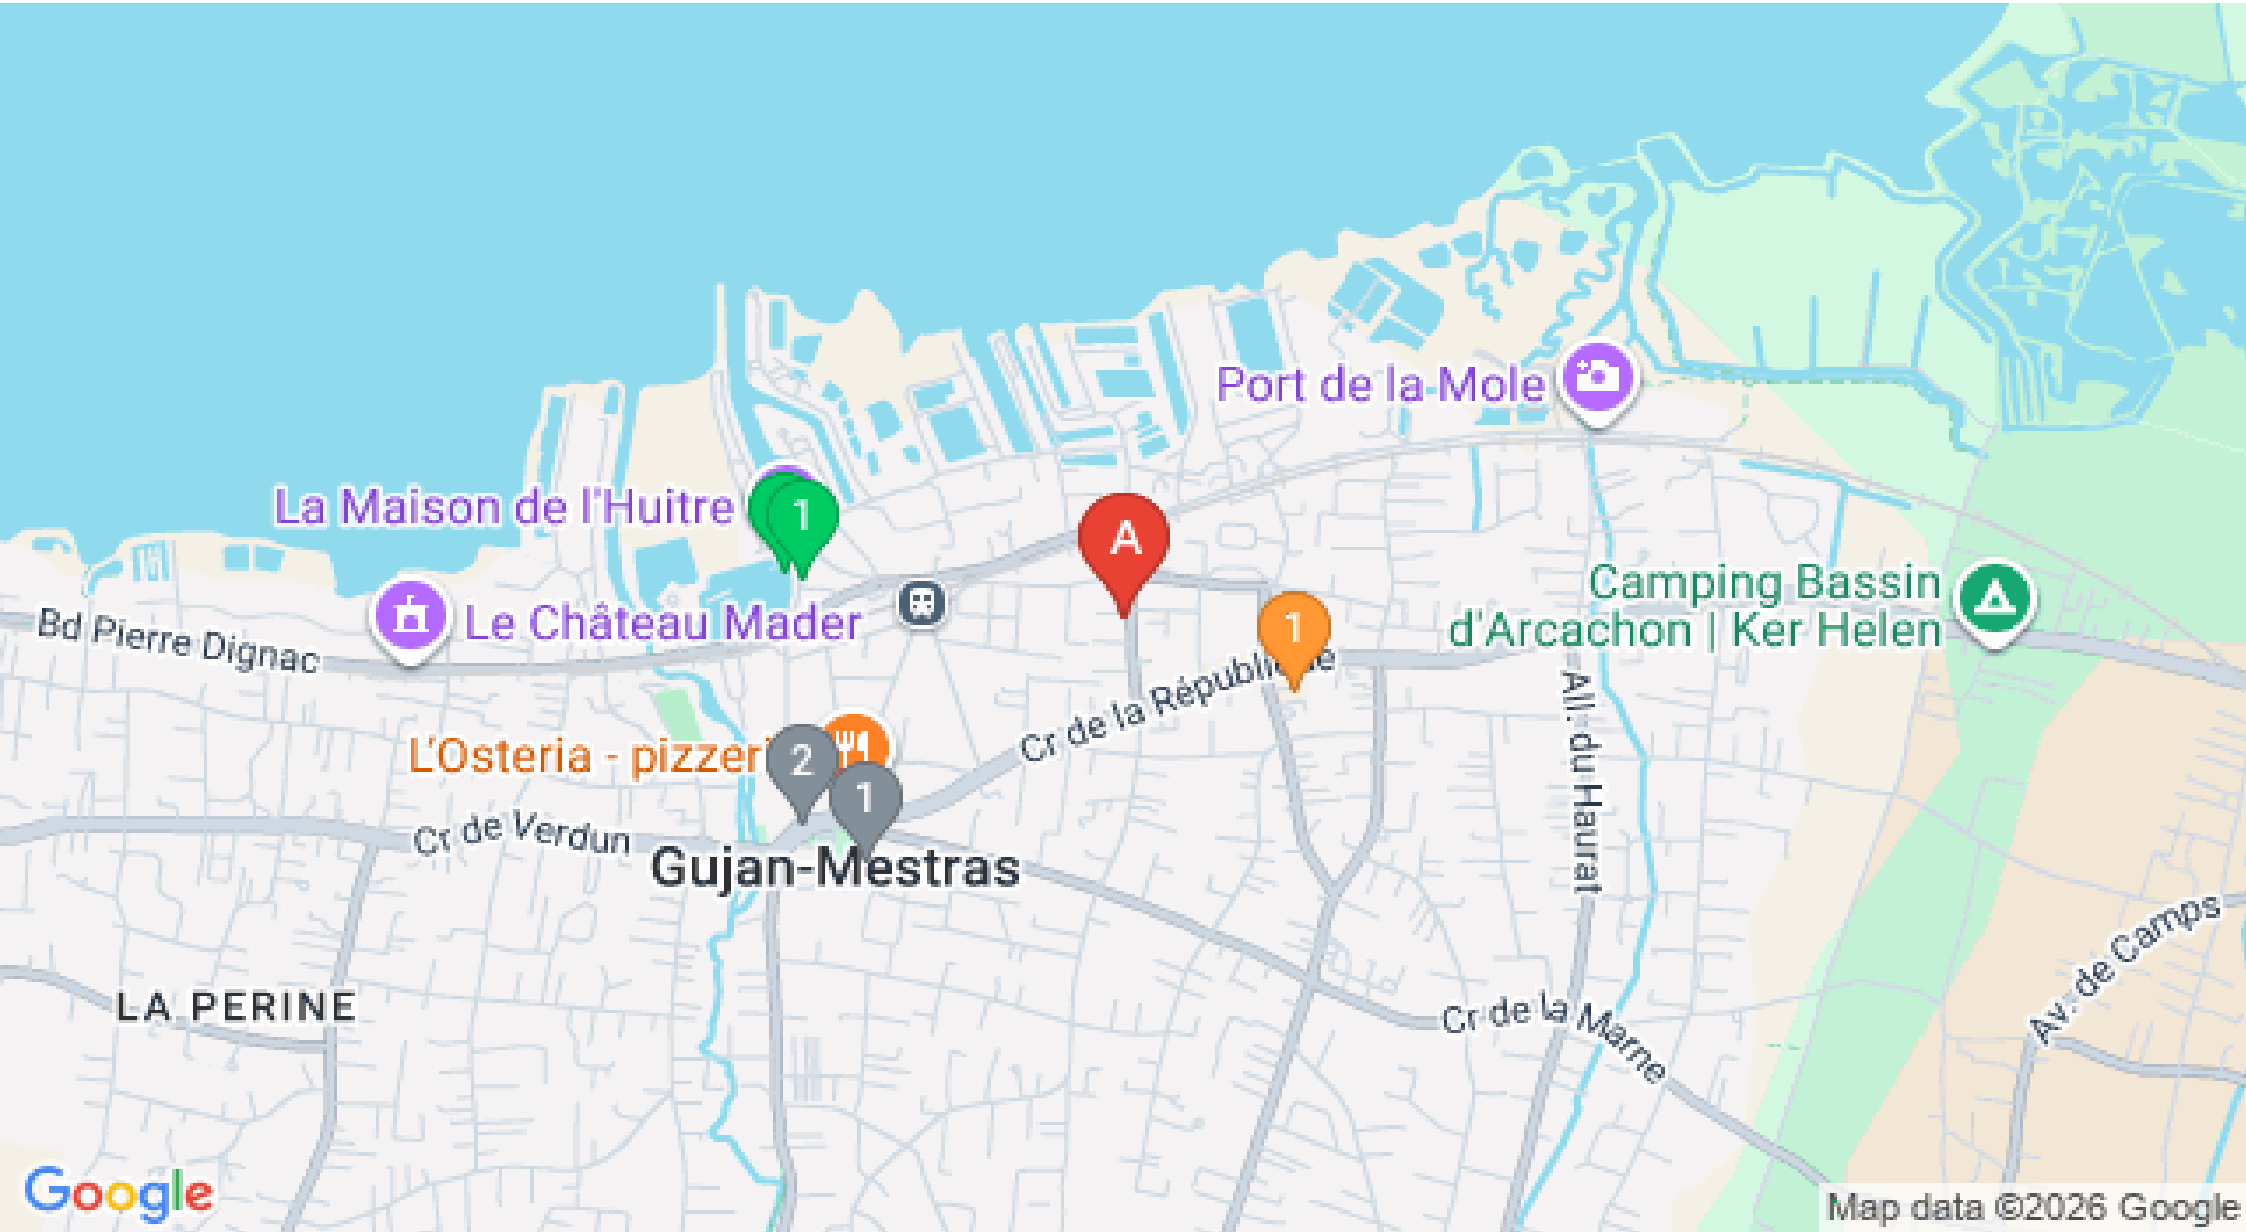 Port de la Mole
La Maison de l'Huitre
1
A
Camping Bassin
d'Arcachon | Ker Helen
Le Château Mader
Bd Pierre Dignac
1
Cr de la République
All. du Haurat
L'Osteria - pizzeri
2
1
Cr de Verdun
Gujan-Mestras
Av. de Camps
LA PERINE
Cr de la Marne
Google
Map data ©2026 Google